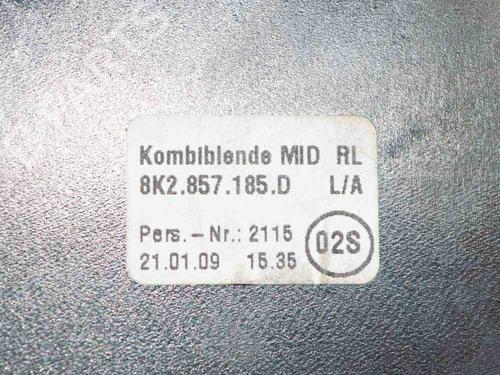 Kombiblende MID RL
8K2.857.185.D L/A
Pers.-Nr.: 2115
02S
21.01.09 15.35